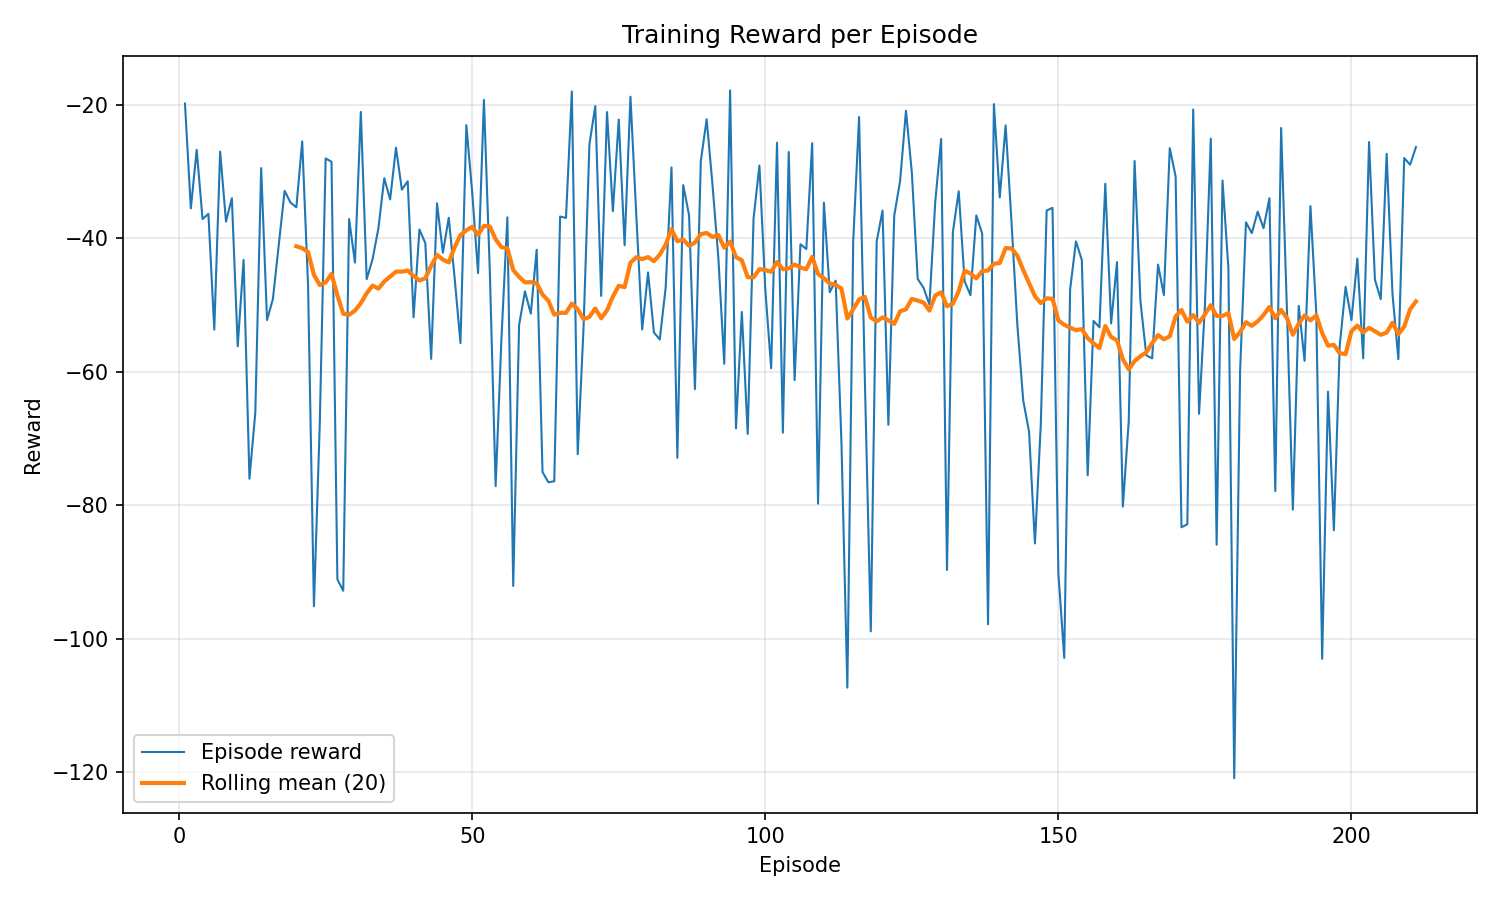 Training Reward per Episode
Reward
−20
−40
−60
−80
−100
−120
Episode reward
Rolling mean (20)
0 50 100 150 200
Episode